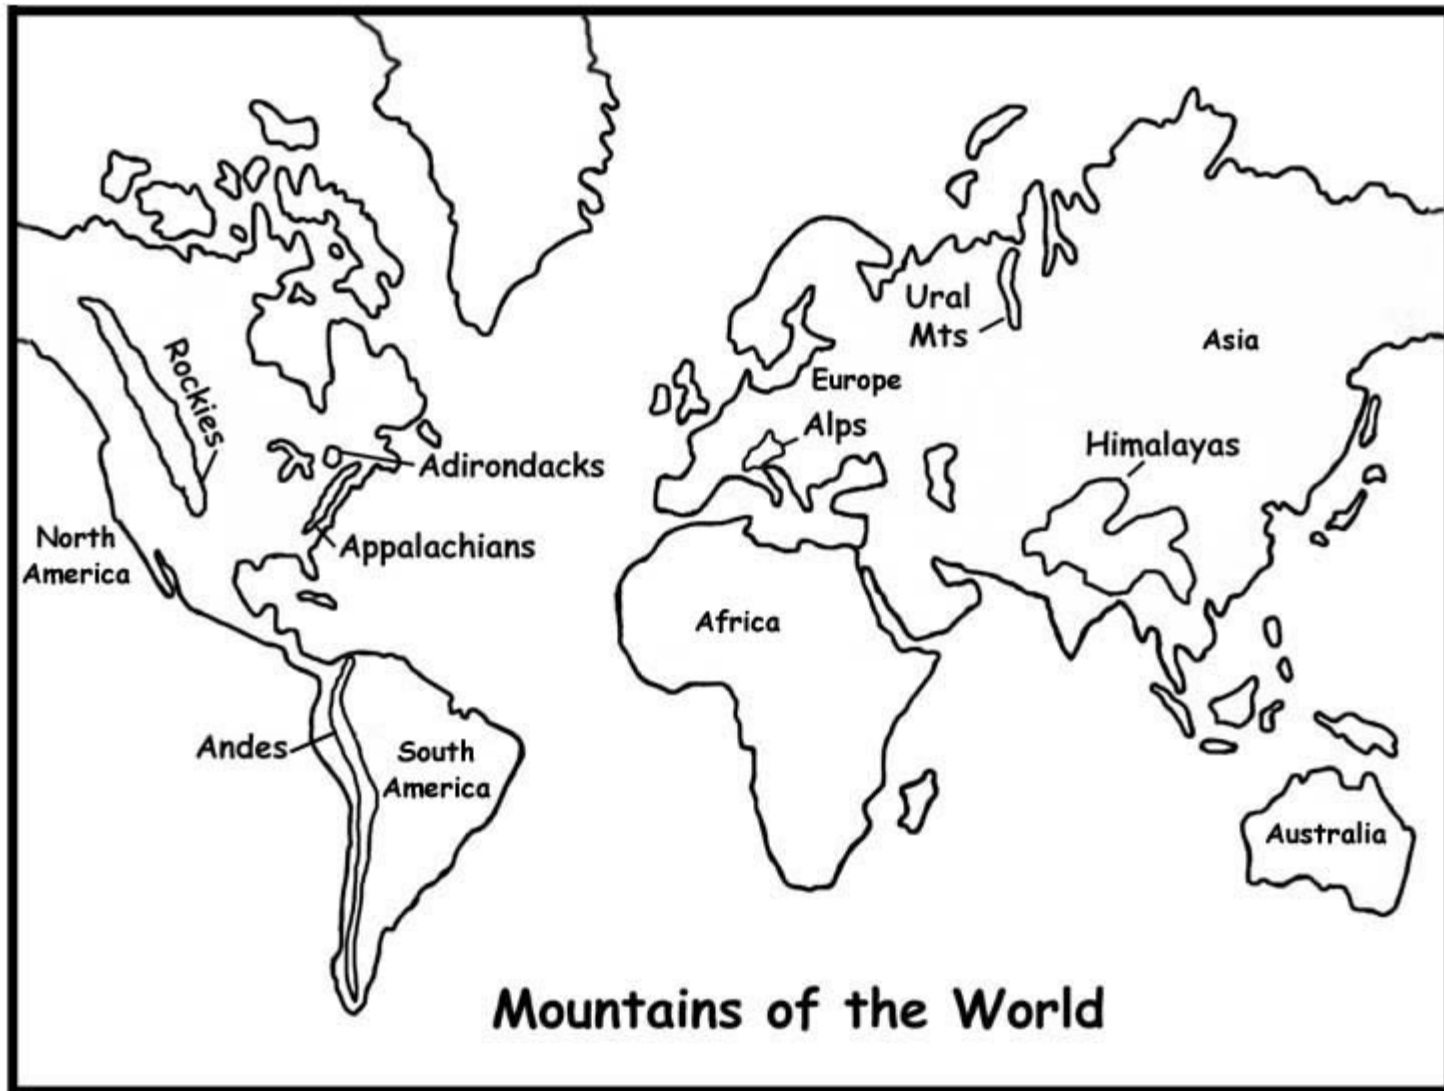 Ural
Mts
Asia
Rockies
Europe
Alps
Himalayas
Adirondacks
North
America
Appalachians
Africa
Andes
South
America
Australia
Mountains of the World